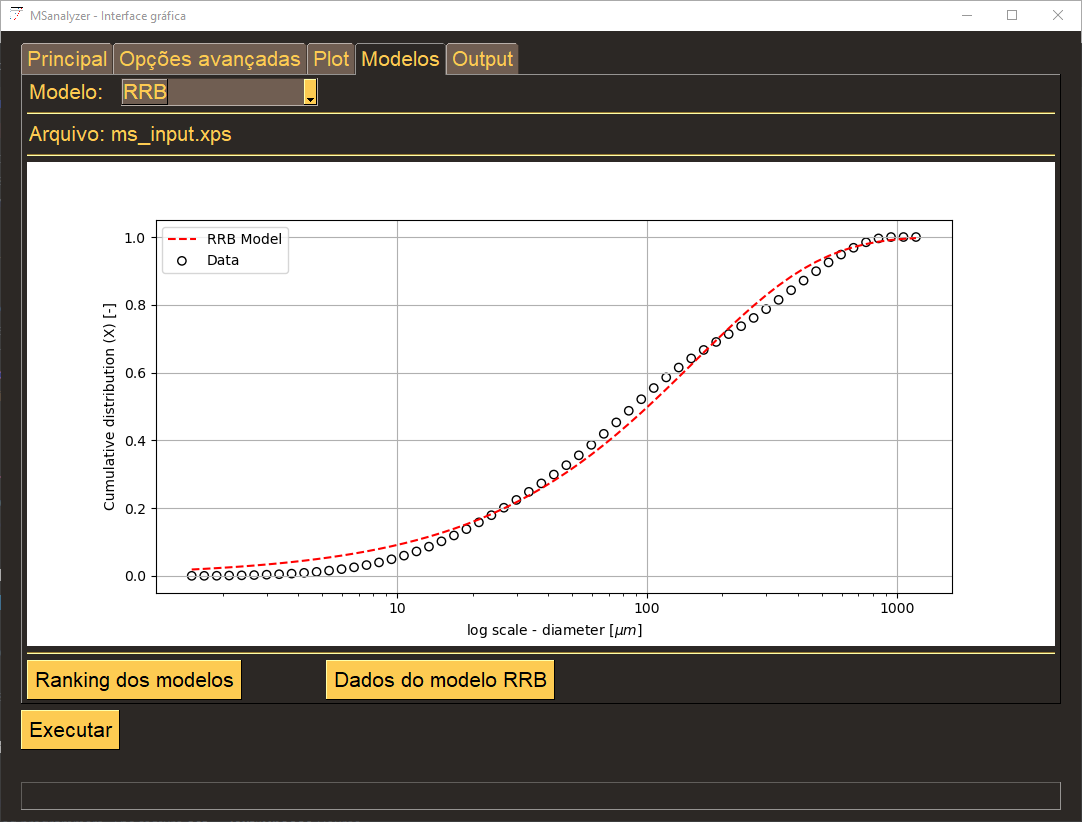 MSanalyzer - Interface gráfica
Principal Opções avançadas Plot Modelos Output
Modelo: RRB
Arquivo: ms_input.xps
RRB Model
Data
Cumulative distribution (X) [-]
1.0
0.8
0.6
0.4
0.2
0.0
10 100 1000
log scale - diameter [μm]
Ranking dos modelos Dados do modelo RRB
Executar